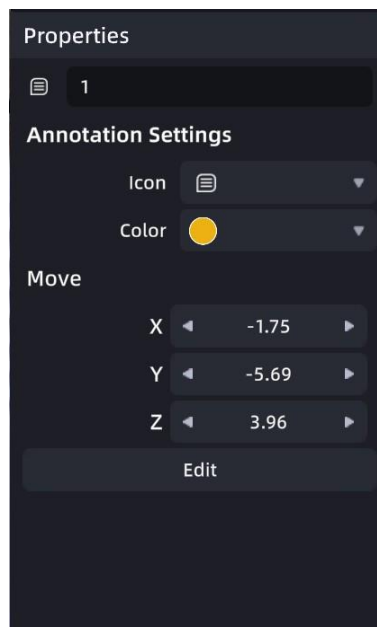 Properties
1
Annotation Settings
Icon
Color
Move
X -1.75
Y -5.69
Z 3.96
Edit